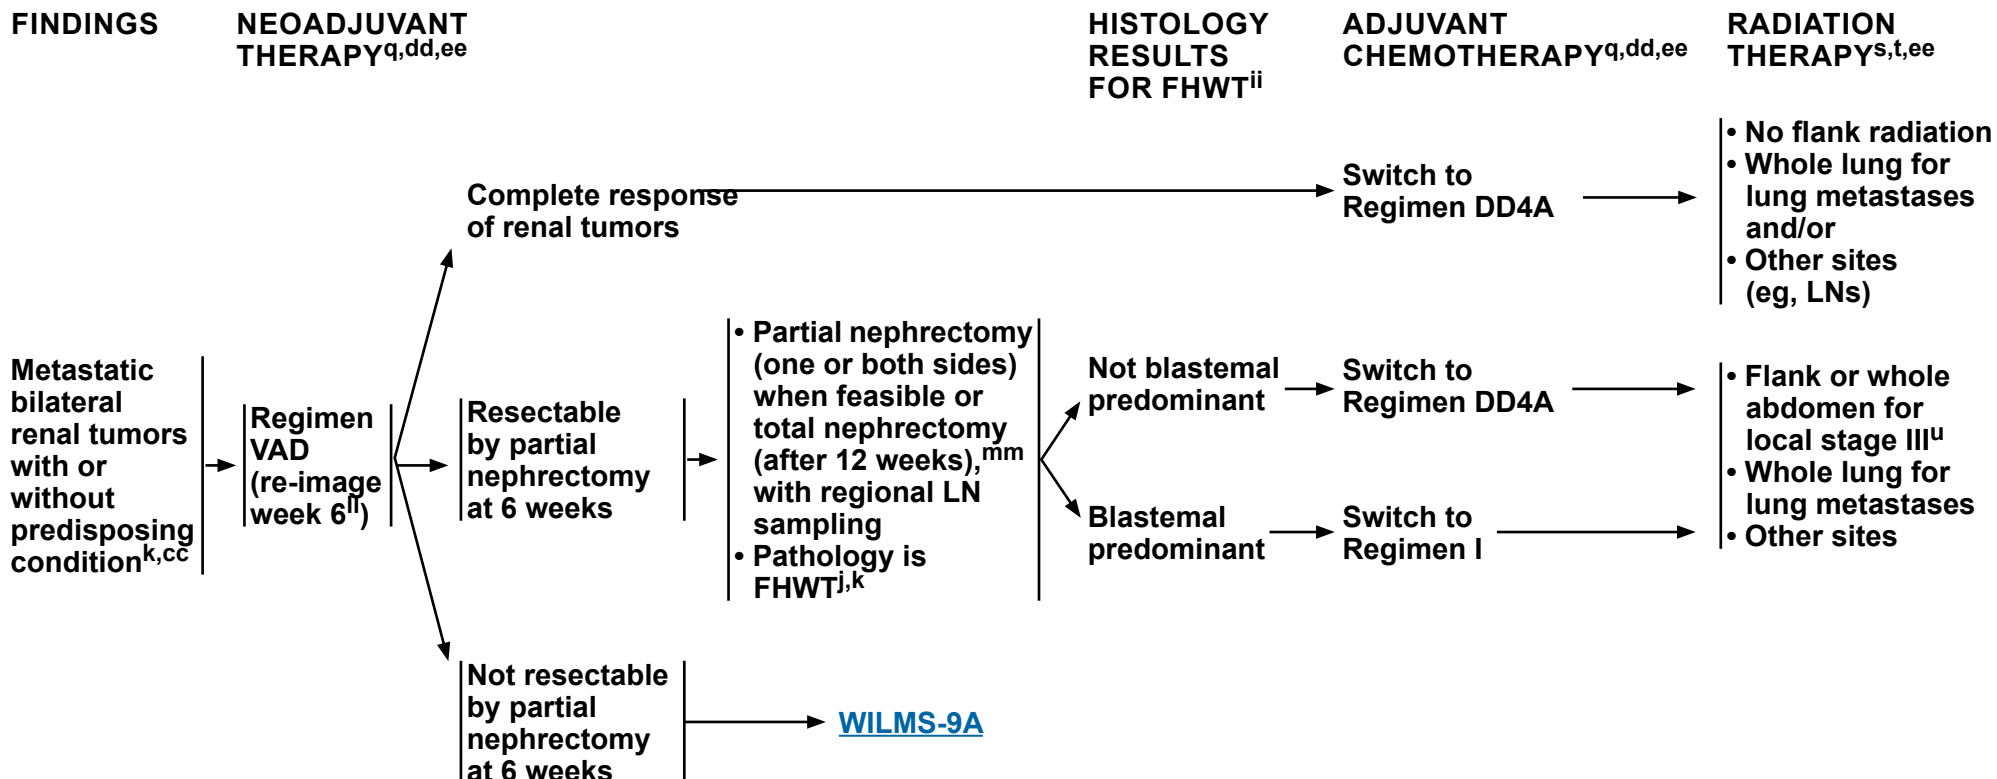 FINDINGS
NEOADJUVANT
THERAPYq,dd,ee
HISTOLOGY
RESULTS
FOR FHWTii
ADJUVANT
CHEMOTHERAPYq,dd,ee
RADIATION
THERAPYs,t,ee
Complete response
of renal tumors
Switch to
Regimen DD4A
• No flank radiation
• Whole lung for
lung metastases
and/or
• Other sites
(eg, LNs)
Metastatic
bilateral
renal tumors
with or
without
predisposing
conditionk,cc
Regimen
VAD
(re-image
week 6ll)
Resectable
by partial
nephrectomy
at 6 weeks
• Partial nephrectomy
(one or both sides)
when feasible or
total nephrectomy
(after 12 weeks),mm
with regional LN
sampling
• Pathology is
FHWTj,k
Not blastemal
predominant
Switch to
Regimen DD4A
Blastemal
predominant
Switch to
Regimen I
• Flank or whole
abdomen for
local stage IIIu
• Whole lung for
lung metastases
• Other sites
Not resectable
by partial
nephrectomy
at 6 weeks
WILMS-9A